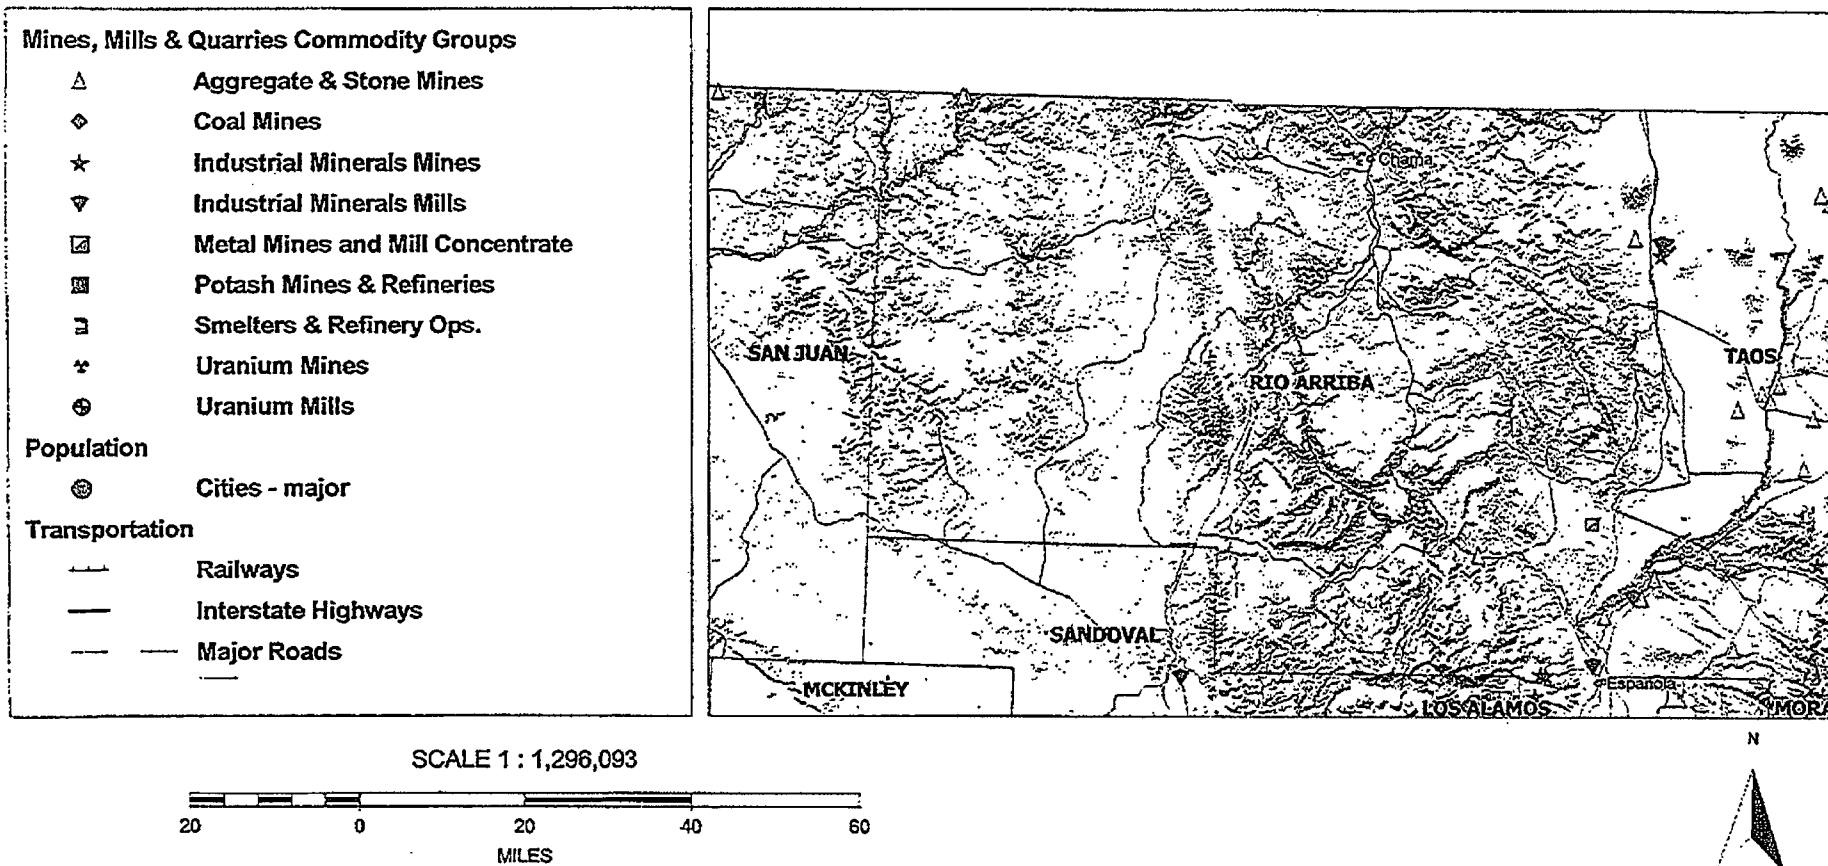 Mines, Mills & Quarries Commodity Groups
Aggregate & Stone Mines
Coal Mines
Industrial Minerals Mines
Industrial Minerals Mills
Metal Mines and Mill Concentrate
Potash Mines & Refineries
Smelters & Refinery Ops.
Uranium Mines
Uranium Mills
Population
Cities - major
Transportation
Railways
Interstate Highways
Major Roads
Chama
SAN JUAN
TAOS
RIO ARRIBA
SANDOVAL
MCKINLEY
Espanola
LOS ALAMOS
MORA
SCALE 1 : 1,296,093
20 0 20 40 60
MILES
N